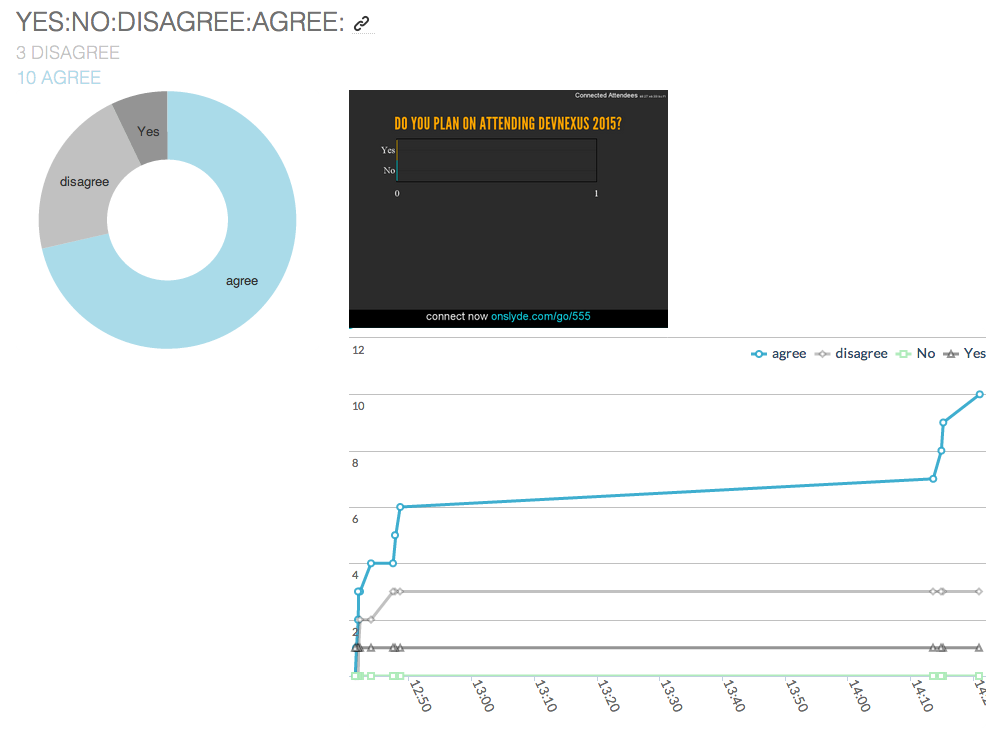 YES:NO:DISAGREE:AGREE:
3 DISAGREE
10 AGREE
Yes
disagree
agree
Connected Attendees
DO YOU PLAN ON ATTENDING DEVNEXUS 2015?
Yes
No
0 1
connect now onslyde.com/go/555
agree disagree No Yes
12
10
8
6
4
2
12:50 13:00 13:10 13:20 13:30 13:40 13:50 14:00 14:10